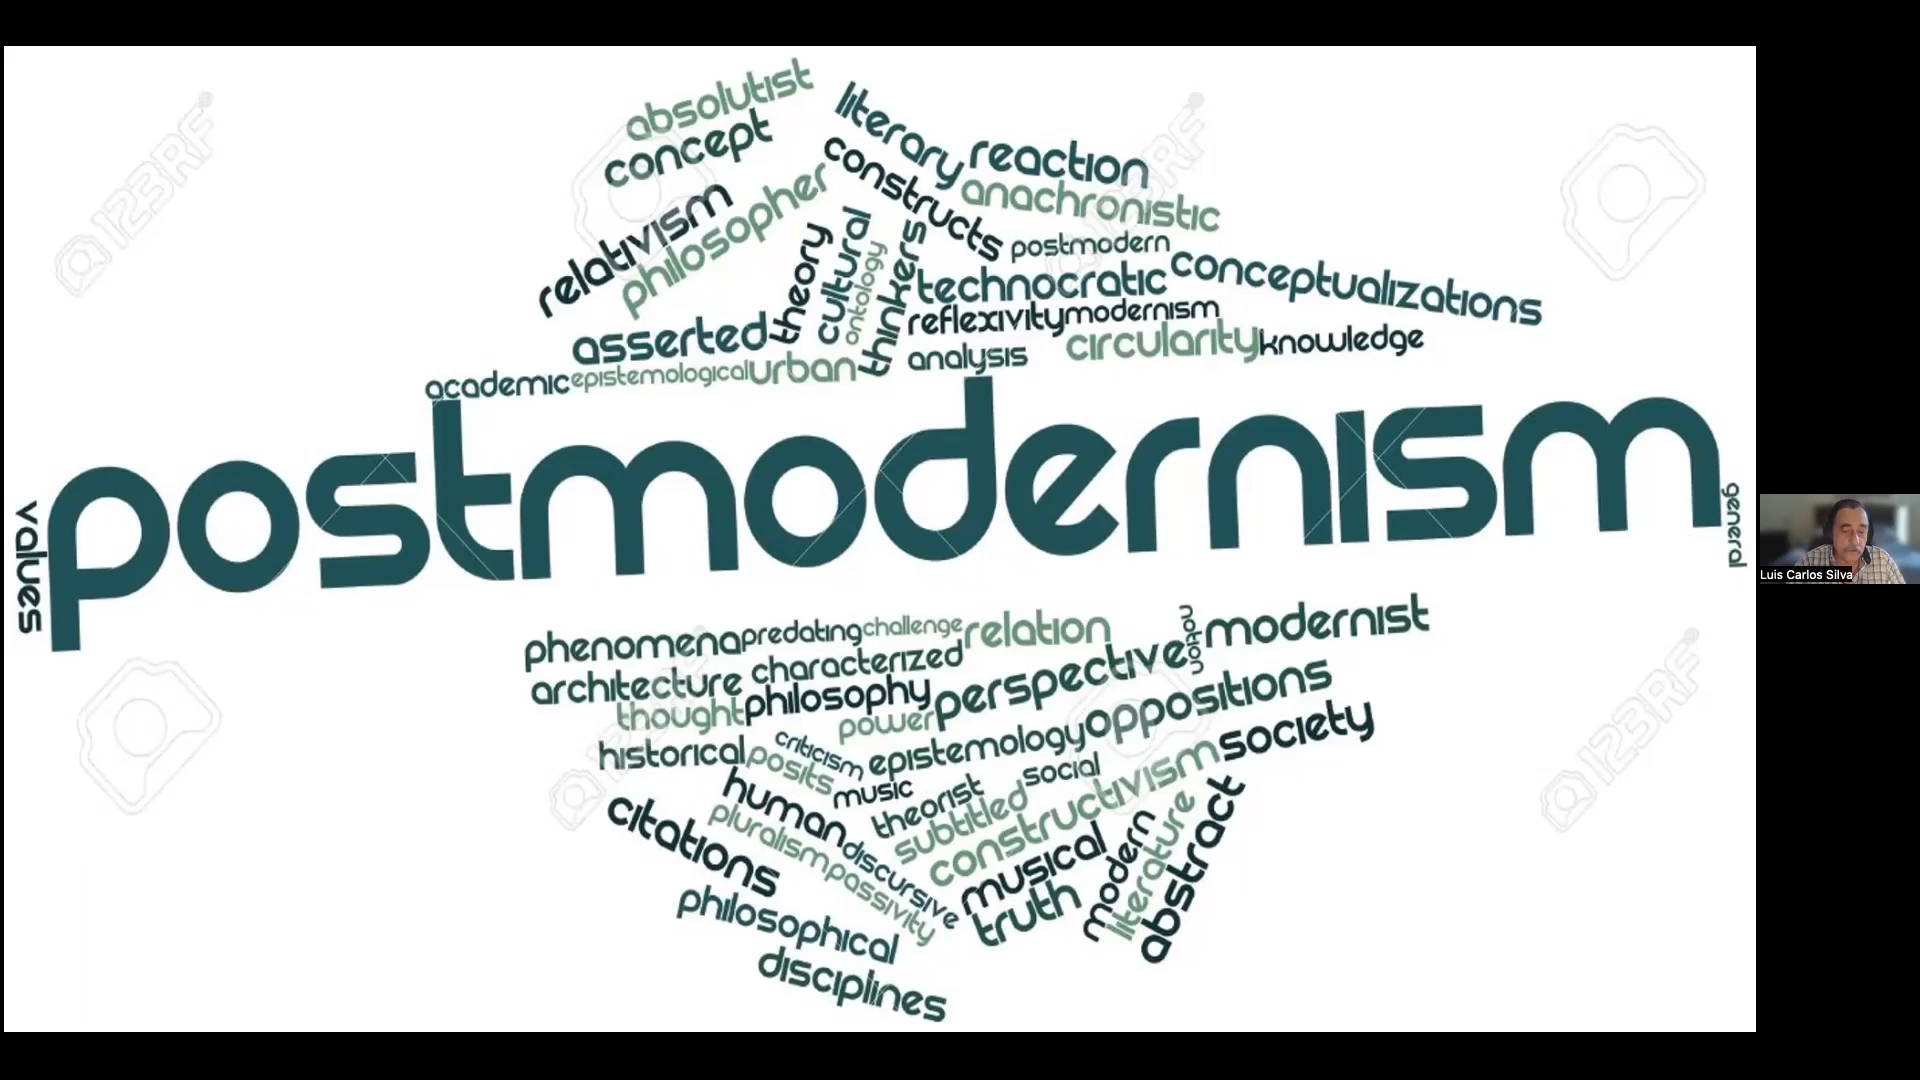 absolutist
concept
literary
reaction
constructs
anachronistic
relativism
philosopher
theory
cultural
ontology
thinkers
postmodern
technocratic
conceptualizations
reflexivity
modernism
asserted
circularity
knowledge
analysis
academic
epistemological
urban
postmodernism
values
general
phenomena
predating
challenge
relation
notion
modernist
architecture
characterized
perspective
thought
philosophy
power
oppositions
historical
posits
criticism
epistemology
society
music
social
human
theorist
subtitled
constructivism
citations
pluralism
discursive
passivity
musical
truth
modern
literature
abstract
philosophical
disciplines
123RF
123RF
123RF
123RF
Luis Carlos Silva